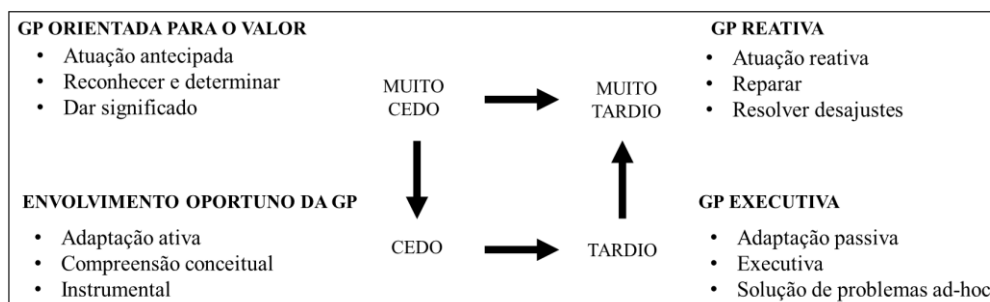 GP ORIENTADA PARA O VALOR
• Atuação antecipada
• Reconhecer e determinar
• Dar significado
MUITO
CEDO
MUITO
TARDIO
GP REATIVA
• Atuação reativa
• Reparar
• Resolver desajustes
ENVOLVIMENTO OPORTUNO DA GP
• Adaptação ativa
• Compreensão conceitual
• Instrumental
CEDO
TARDIO
GP EXECUTIVA
• Adaptação passiva
• Executiva
• Solução de problemas ad-hoc